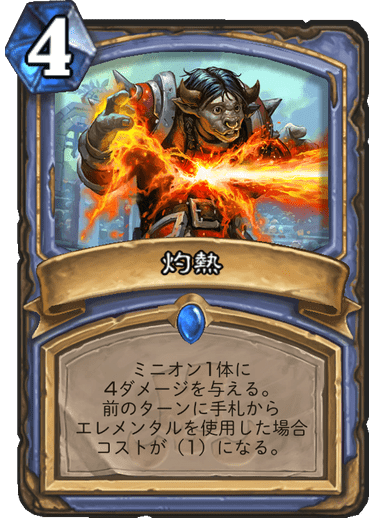 4
灼熱
ミニオン1体に
4ダメージを与える。
前のターンに手札から
エレメンタルを使用した場合
コストが（1）になる。